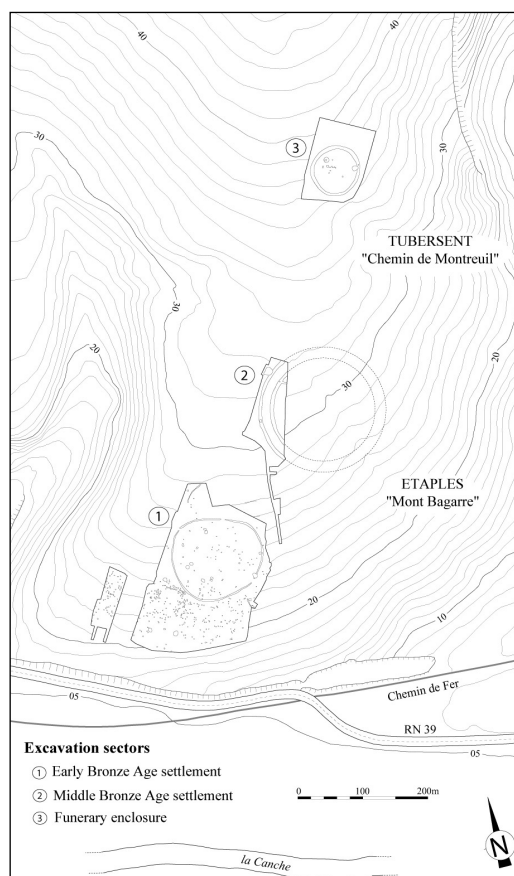 40
40
30
3
30
TUBERSENT
"Chemin de Montreuil"
30
20
20
2
30
ETAPLES
"Mont Bagarre"
1
20
10
Chemin de Fer
05
RN 39
05
Excavation sectors
1 Early Bronze Age settlement
2 Middle Bronze Age settlement
3 Funerary enclosure
0 100 200m
N
la Canche